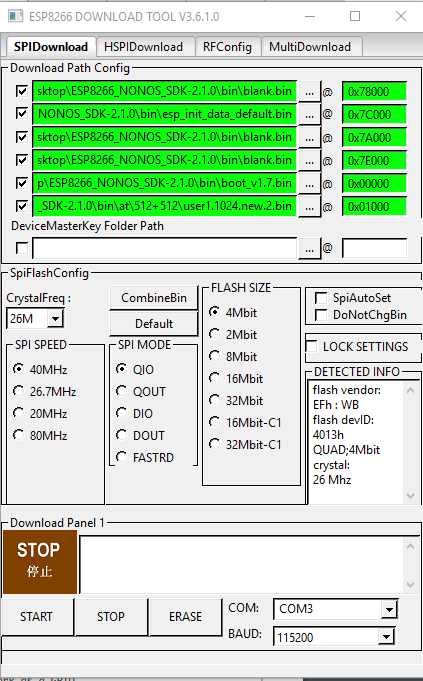 ESP8266 DOWNLOAD TOOL V3.6.1.0
SPIDownload HSPIDownload RFConfig MultiDownload
Download Path Config
sktop\ESP8266_NONOS_SDK-2.1.0\bin\blank.bin ... @ 0x78000
NONOS_SDK-2.1.0\bin\esp_init_data_default.bin ... @ 0x7C000
sktop\ESP8266_NONOS_SDK-2.1.0\bin\blank.bin ... @ 0x7A000
sktop\ESP8266_NONOS_SDK-2.1.0\bin\blank.bin ... @ 0x7E000
p\ESP8266_NONOS_SDK-2.1.0\bin\boot_v1.7.bin ... @ 0x00000
_SDK-2.1.0\bin\at\512+512\user1.1024.new.2.bin ... @ 0x01000
DeviceMasterKey Folder Path
... @
SpiFlashConfig
CrystalFreq :
26M
SPI SPEED
40MHz
26.7MHz
20MHz
80MHz
CombineBin
Default
SPI MODE
QIO
QOUT
DIO
DOUT
FASTRD
FLASH SIZE
4Mbit
2Mbit
8Mbit
16Mbit
32Mbit
16Mbit-C1
32Mbit-C1
SpiAutoSet
DoNotChgBin
LOCK SETTINGS
DETECTED INFO
flash vendor:
EFh : WB
flash devID:
4013h
QUAD;4Mbit
crystal:
26 Mhz
Download Panel 1
STOP
停止
START STOP ERASE
COM: COM3
BAUD: 115200